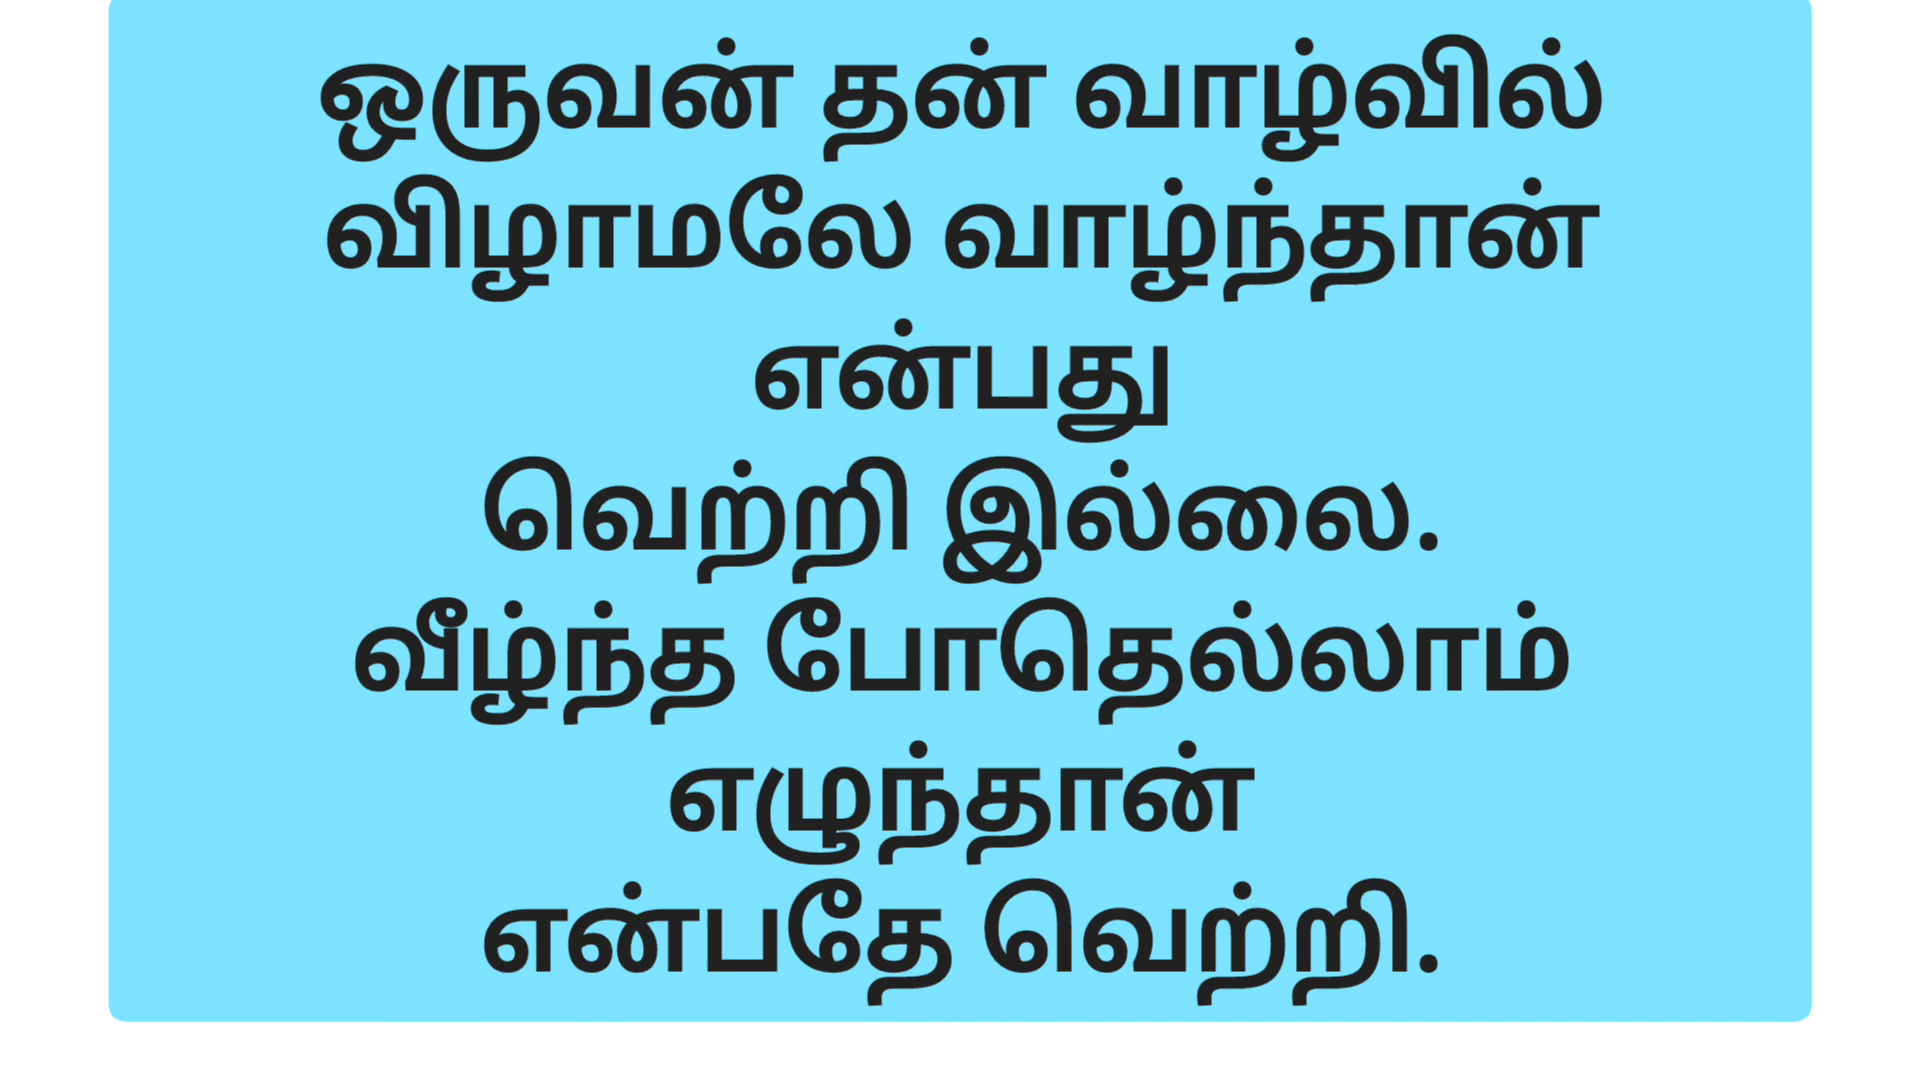 ஒருவன் தன் வாழ்வில்
விழாமலே வாழ்ந்தான்
என்பது
வெற்றி இல்லை.
வீழ்ந்த போதெல்லாம்
எழுந்தான்
என்பதே வெற்றி.